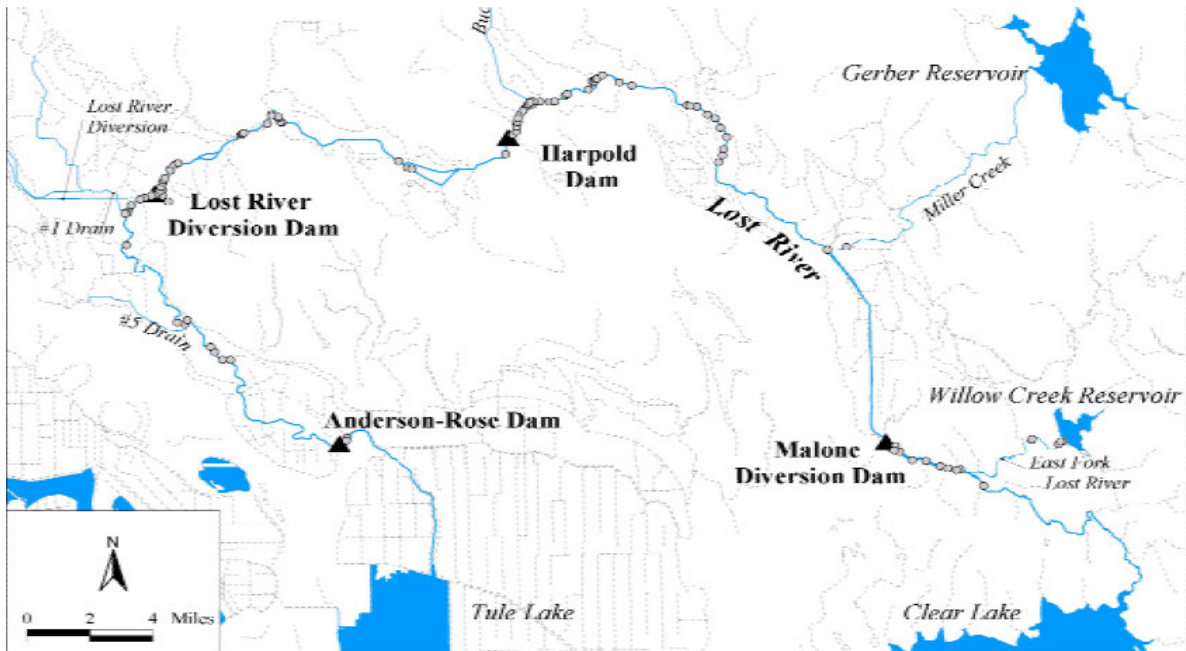 Buc
Gerber Reservoir
Lost River
Diversion
Harpold
Dam
Miller Creek
Lost River
Diversion Dam
#1 Drain
Lost River
#5 Drain
Willow Creek Reservoir
Anderson-Rose Dam
Malone
Diversion Dam
East Fork
Lost River
N
Tule Lake
Clear Lake
0 2 4 Miles